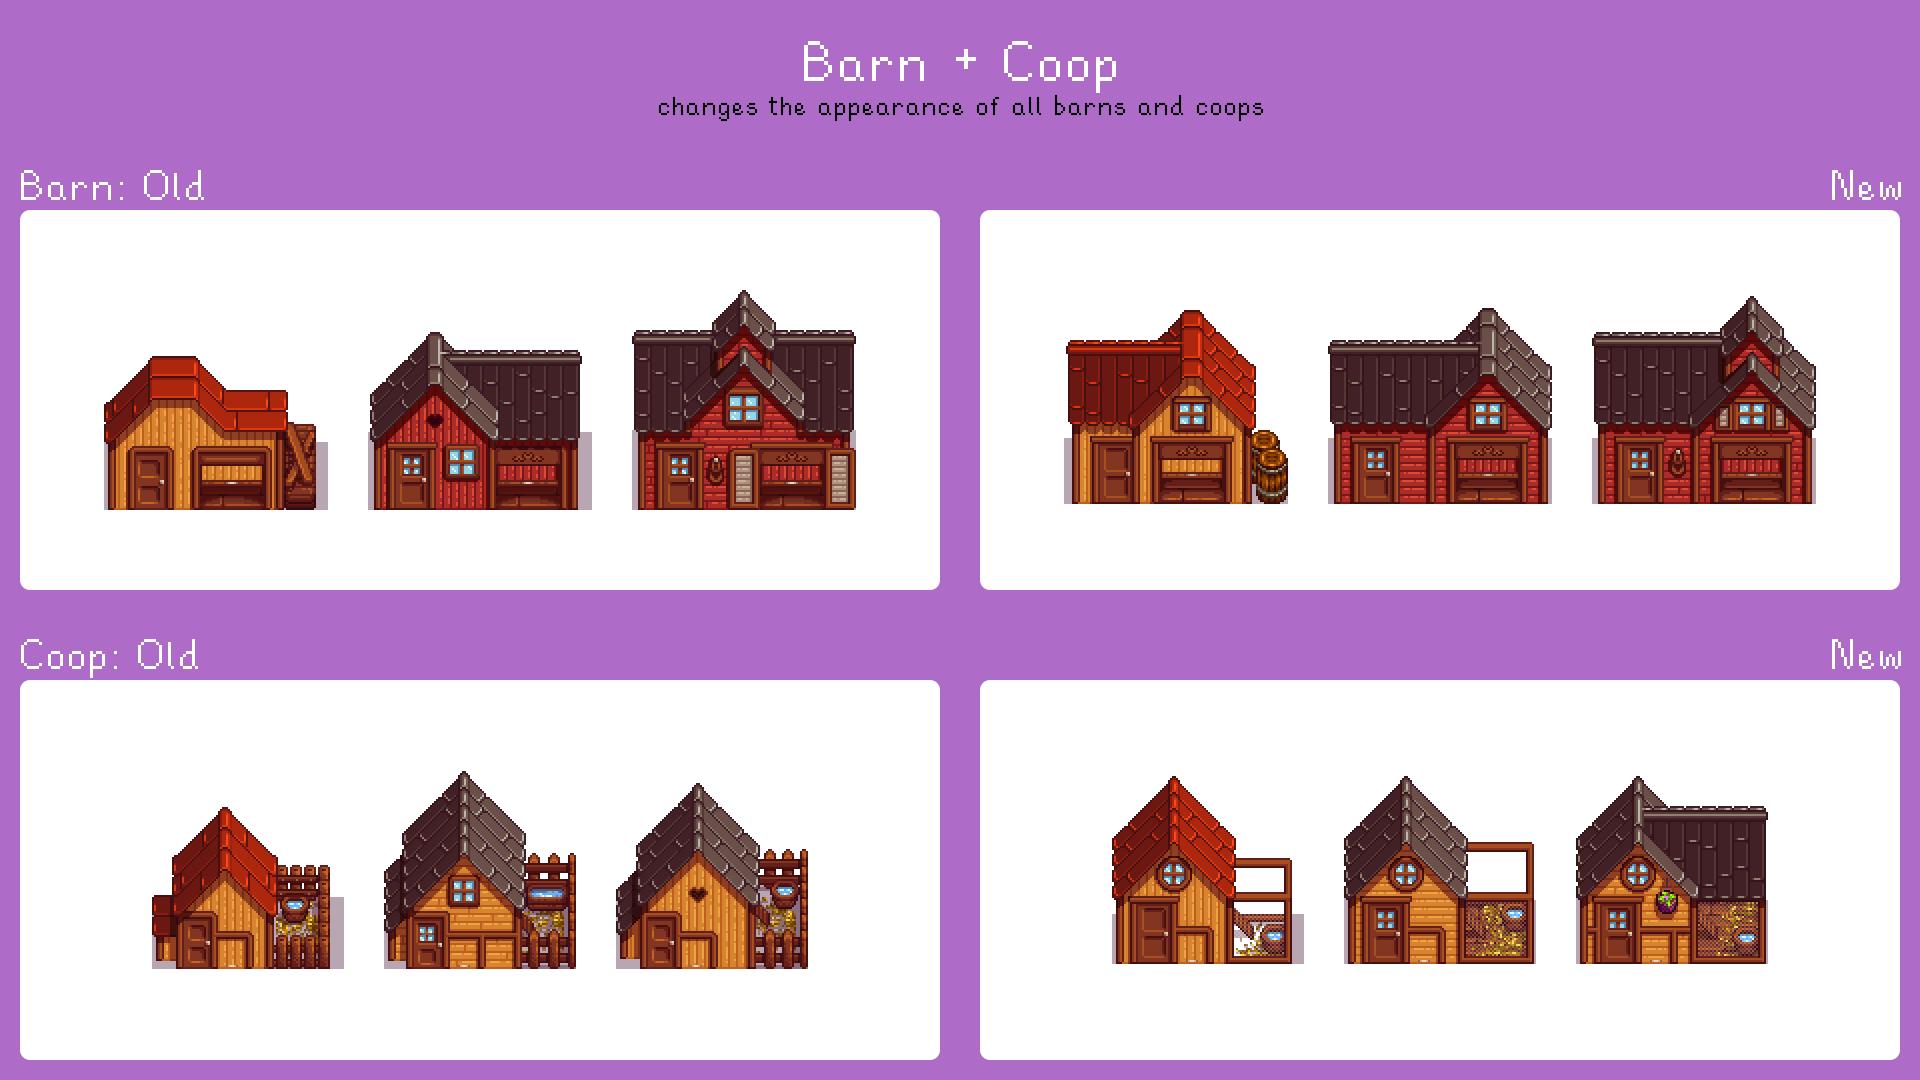 Barn + Coop
changes the appearance of all barns and coops
Barn: Old
New
Coop: Old
New